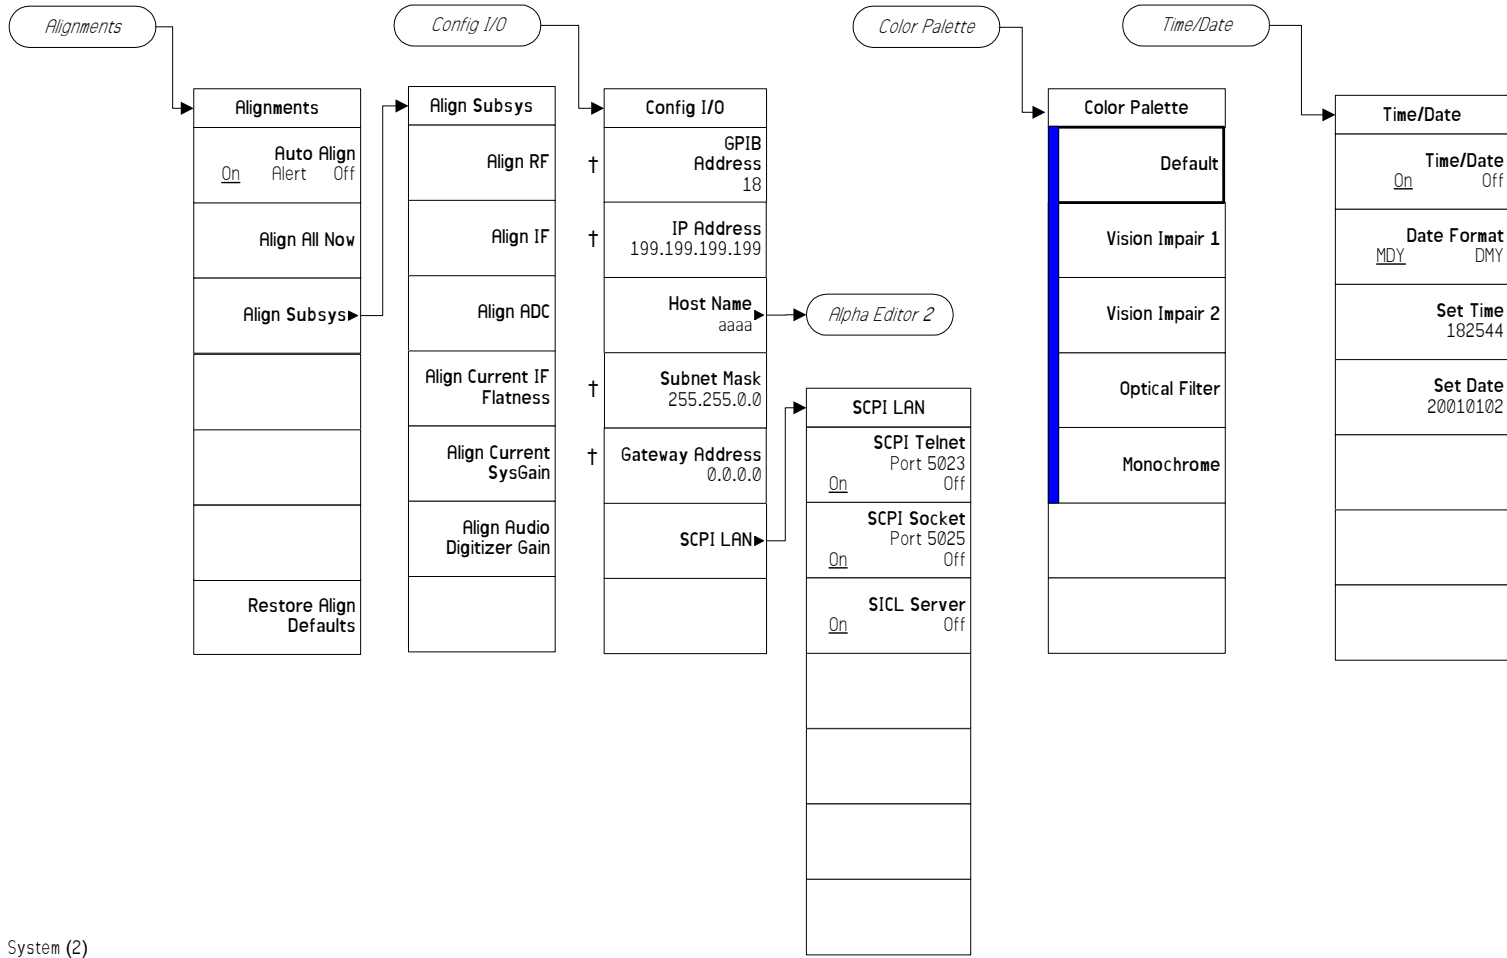 Alignments
Config I/O
Color Palette
Time/Date
Alignments
Auto Align
On Alert Off
Align All Now
Align Subsys
Restore Align
Defaults
Align Subsys
Align RF
Align IF
Align ADC
Align Current IF
Flatness
Align Current
SysGain
Align Audio
Digitizer Gain
Config I/O
†
GPIB
Address
18
†
IP Address
199.199.199.199
Host Name
aaaa
Alpha Editor 2
†
Subnet Mask
255.255.0.0
†
Gateway Address
0.0.0.0
SCPI LAN
SCPI LAN
SCPI Telnet
Port 5023
On Off
SCPI Socket
Port 5025
On Off
SICL Server
On Off
Color Palette
Default
Vision Impair 1
Vision Impair 2
Optical Filter
Monochrome
Time/Date
Time/Date
On Off
Date Format
MDY DMY
Set Time
182544
Set Date
20010102
System (2)